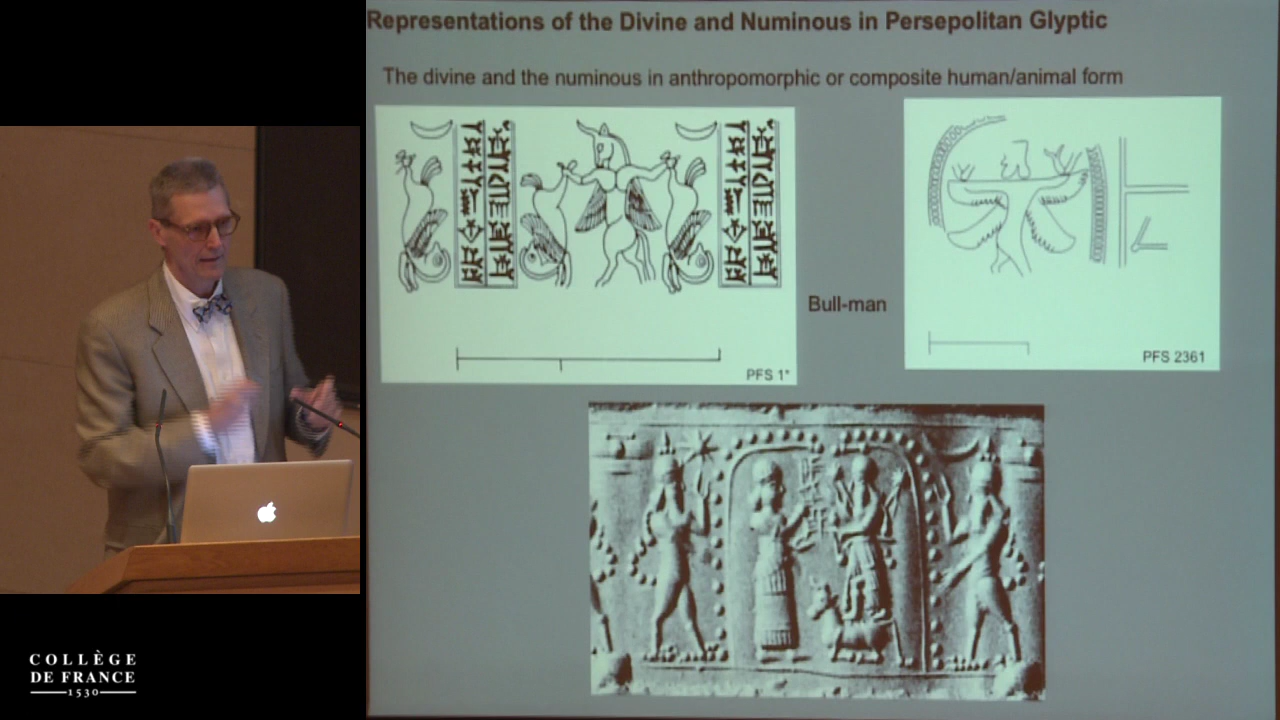 Representations of the Divine and Numinous in Persepolitan Glyptic
The divine and the numinous in anthropomorphic or composite human/animal form
PFS 1*
Bull-man
PFS 2361
COLLÈGE
DE FRANCE
1530